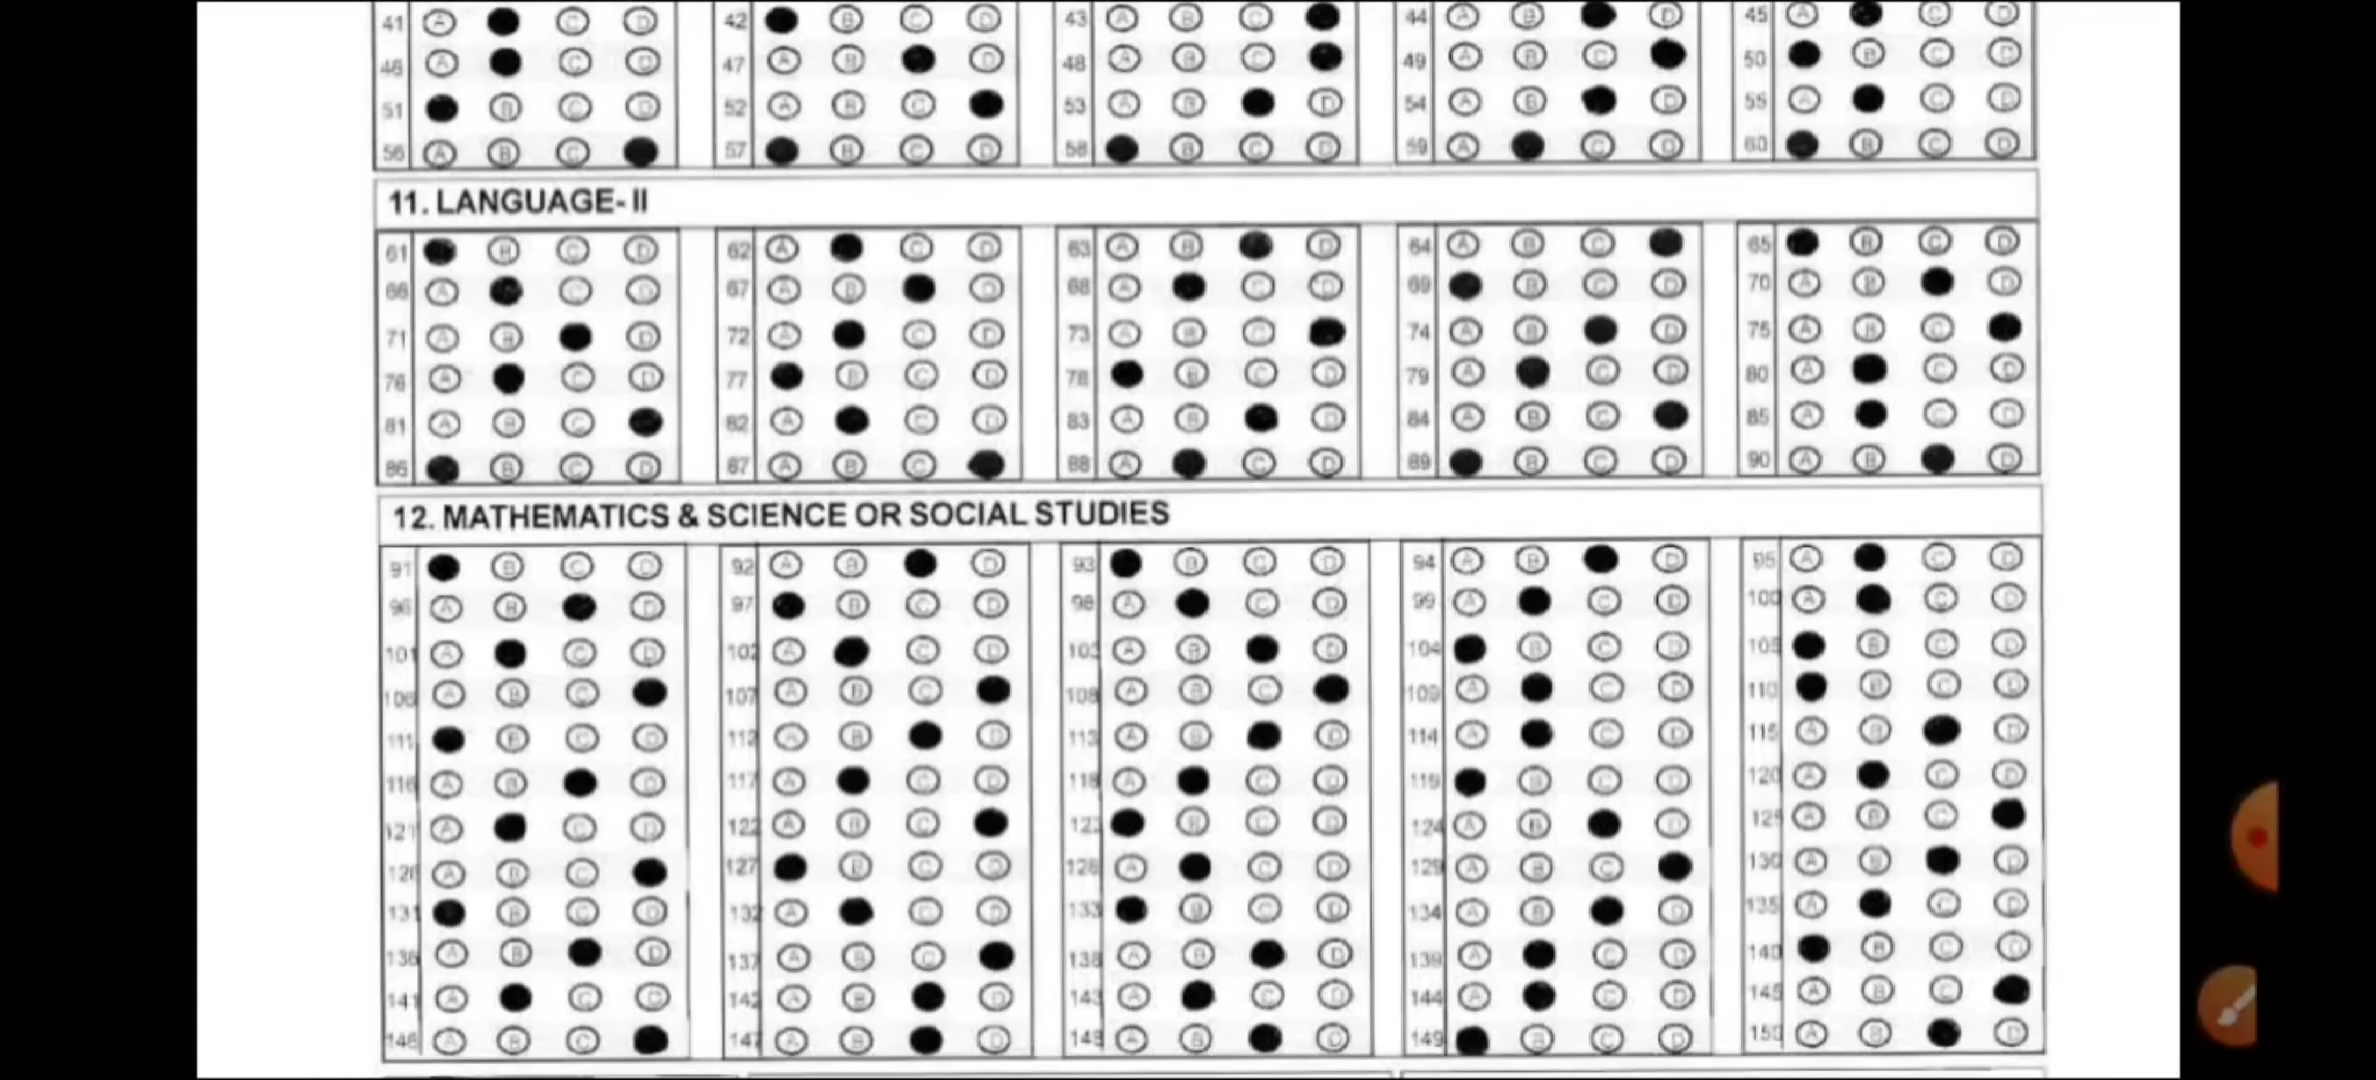 41 A C D 42 B C D 43 A B C 44 A B D 45 A C D
46 A C D 47 A B D 48 A B C 49 A B C 50 B C D
51 B C D 52 A B C 53 A B D 54 A B D 55 A C D
56 A B C 57 B C D 58 B C D 59 A C D 60 B C D
11. LANGUAGE- II
61 B C D 62 A C D 63 A B D 64 A B C 65 B C D
66 A C D 67 A B D 68 A C D 69 B C D 70 A B D
71 A B D 72 A C D 73 A B C 74 A B D 75 A B C
76 A C D 77 B C D 78 B C D 79 A C D 80 A C D
81 A B C 82 A C D 83 A B D 84 A B C 85 A C D
86 B C D 87 A B C 88 A C D 89 B C D 90 A B D
12. MATHEMATICS & SCIENCE OR SOCIAL STUDIES
91 B C D 92 A B D 93 B C D 94 A B D 95 A C D
96 A B D 97 B C D 98 A C D 99 A C D 100 A C D
101 A C D 102 A C D 103 A B D 104 B C D 105 B C D
106 A B C 107 A B C 108 A B C 109 A C D 110 B C D
111 B C D 112 A B D 113 A B D 114 A C D 115 A B D
116 A B D 117 A C D 118 A C D 119 B C D 120 A C D
121 A C D 122 A B C 123 B C D 124 A B D 125 A B C
126 A B C 127 B C D 128 A C D 129 A B C 130 A B D
131 B C D 132 A C D 133 B C D 134 A B D 135 A C D
136 A B D 137 A B C 138 A B D 139 A C D 140 B C D
141 A C D 142 A B D 143 A C D 144 A C D 145 A B C
146 A B C 147 A B D 148 A B D 149 B C D 150 A B D